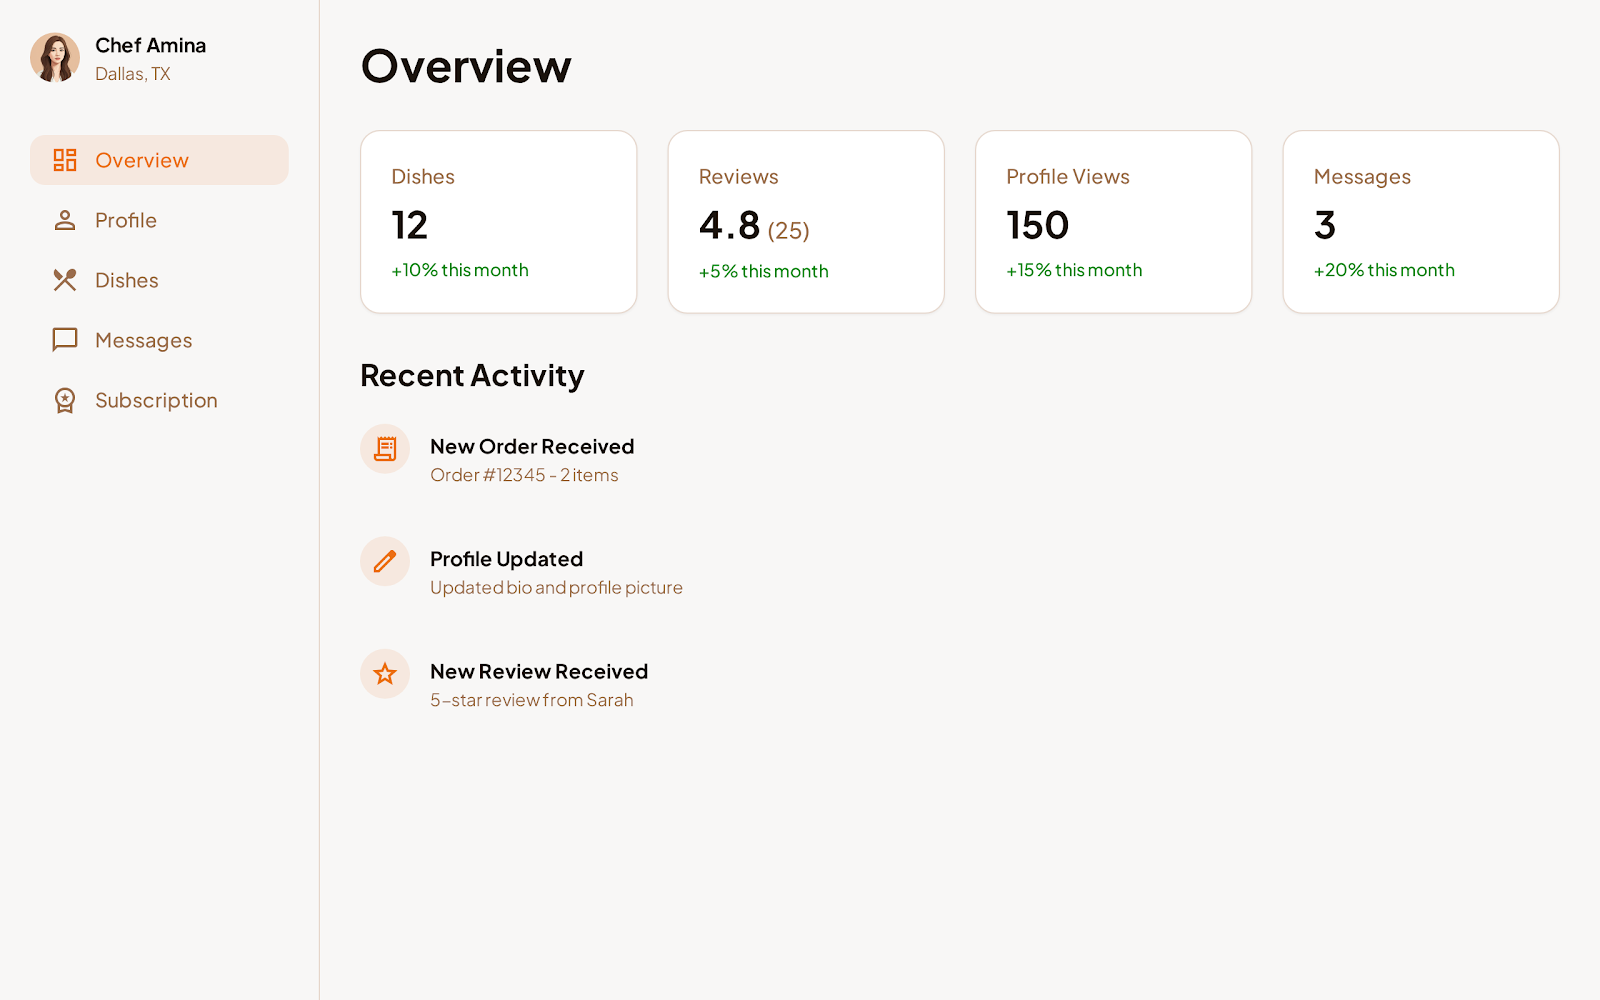 Chef Amina
Dallas, TX
Overview
Profile
Dishes
Messages
Subscription
Overview
Dishes
12
+10% this month
Reviews
4.8 (25)
+5% this month
Profile Views
150
+15% this month
Messages
3
+20% this month
Recent Activity
New Order Received
Order #12345 - 2 items
Profile Updated
Updated bio and profile picture
New Review Received
5-star review from Sarah